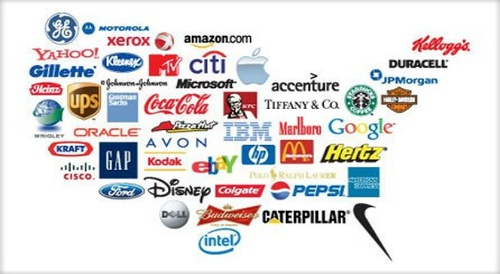 GE
MOTOROLA
xerox
amazon.com
Kellogg's
YAHOO!
Kleenex
MTV
citi
DURACELL
Gillette
Johnson & Johnson
Microsoft
accenture
JPMorgan
Heinz
ups
Goldman
Sachs
Coca-Cola
KFC
TIFFANY & CO.
STARBUCKS
COFFEE
HARLEY-DAVIDSON
WRIGLEY
ORACLE
Pizza Hut
IBM
Marlboro
Google
KRAFT
GAP
AVON
hp
McDonald's
Hertz
CISCO
Kodak
ebay
POLO RALPH LAUREN
AMERICAN
EXPRESS
Ford
DISNEY
Colgate
PEPSI
DELL
Budweiser
CATERPILLAR
intel